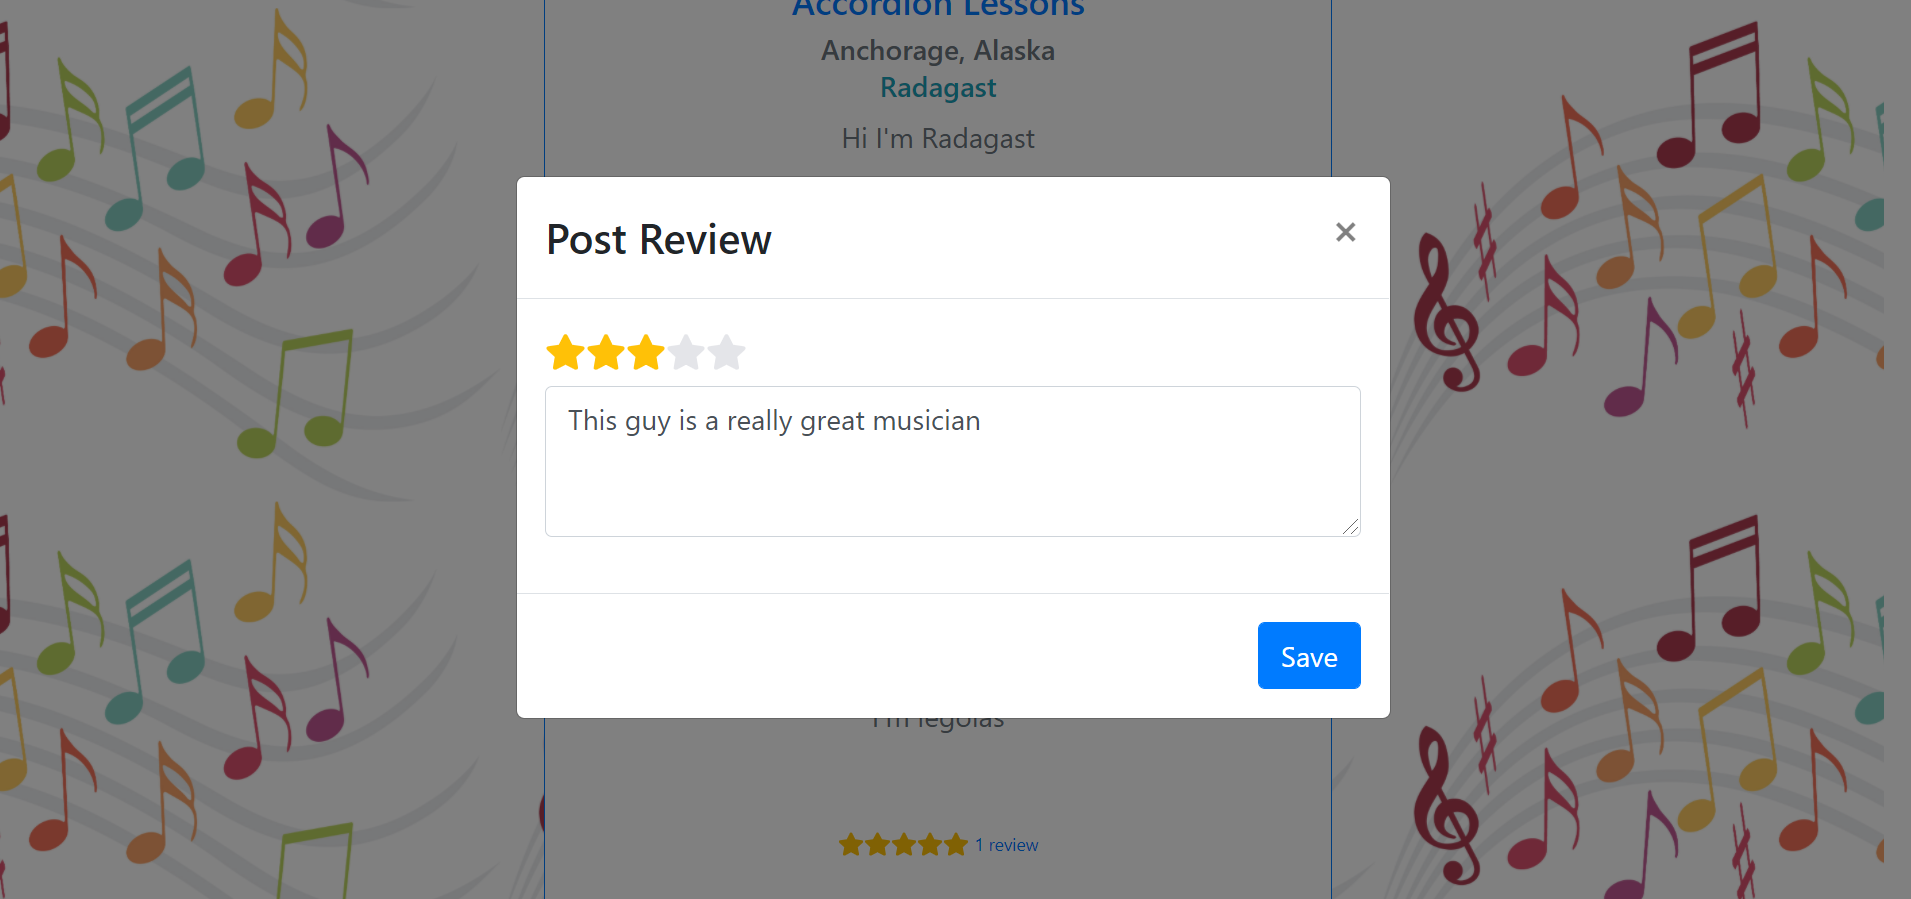 Accordion Lessons
Anchorage, Alaska
Radagast
Hi I'm Radagast
Post Review
×
This guy is a really great musician
Save
I'm legolas
1 review